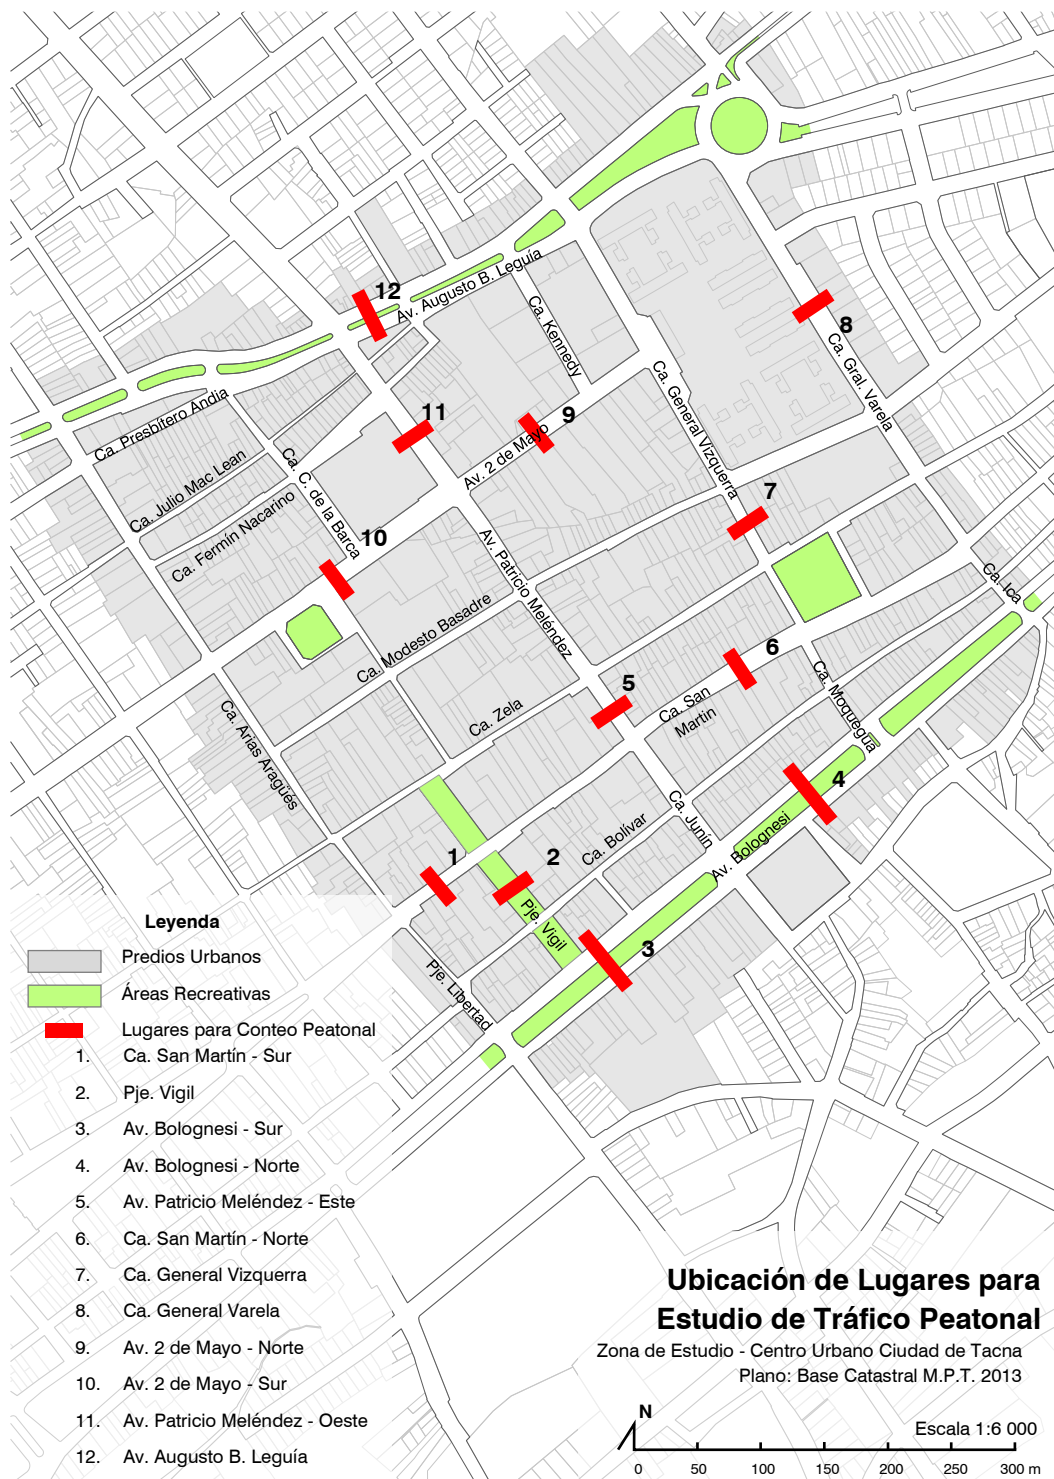 12
Av. Augusto B. Leguía
Ca. Kennedy
8
Ca. Gral. Varela
Ca. General Vizquerra
11
9
Av. 2 de Mayo
Ca. Presbítero Andia
Ca. Julio Mac Lean
Ca. C. de la Barca
Ca. Fermín Nacarino
7
10
Av. Patricio Meléndez
Ca. Ica
Ca. Modesto Basadre
6
5
Ca. Zela
Ca. San
Martin
Ca. Moquegua
Ca. Arias Aragüés
4
Ca. Junín
Ca. Bolívar
Av. Bolognesi
1
2
Pje. Vigil
3
Pje. Libertad
Leyenda
Predios Urbanos
Áreas Recreativas
Lugares para Conteo Peatonal
1. Ca. San Martín - Sur
2. Pje. Vigil
3. Av. Bolognesi - Sur
4. Av. Bolognesi - Norte
5. Av. Patricio Meléndez - Este
6. Ca. San Martín - Norte
7. Ca. General Vizquerra
8. Ca. General Varela
9. Av. 2 de Mayo - Norte
10. Av. 2 de Mayo - Sur
11. Av. Patricio Meléndez - Oeste
12. Av. Augusto B. Leguía
Ubicación de Lugares para
Estudio de Tráfico Peatonal
Zona de Estudio - Centro Urbano Ciudad de Tacna
Plano: Base Catastral M.P.T. 2013
N
Escala 1:6 000
0 50 100 150 200 250 300 m